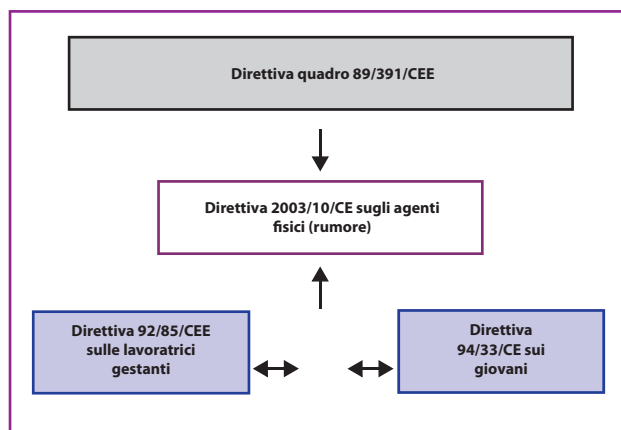 Direttiva quadro 89/391/CEE
Direttiva 2003/10/CE sugli agenti
fisici (rumore)
Direttiva 92/85/CEE
sulle lavoratrici
gestanti
Direttiva
94/33/CE sui
giovani